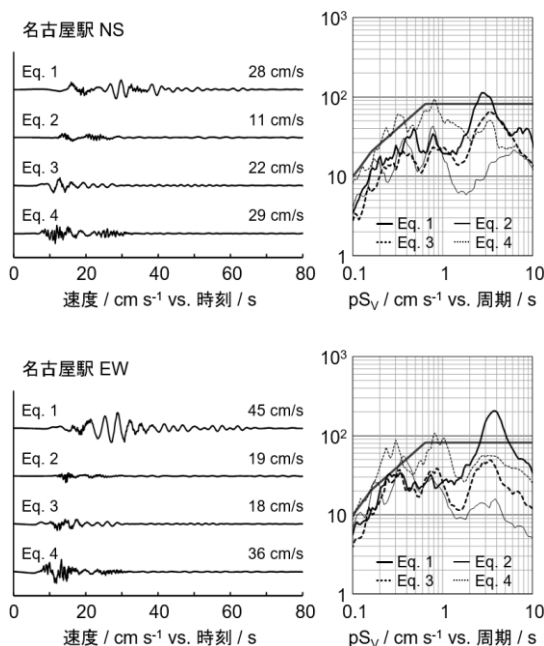 名古屋駅 NS
Eq. 1 28 cm/s
Eq. 2 11 cm/s
Eq. 3 22 cm/s
Eq. 4 29 cm/s
0 20 40 60 80
速度 / cm s-1 vs. 時刻 / s
10³
10²
10
1
Eq. 1 Eq. 2
Eq. 3 Eq. 4
0.1 1 10
pSV / cm s-1 vs. 周期 / s
名古屋駅 EW
Eq. 1 45 cm/s
Eq. 2 19 cm/s
Eq. 3 18 cm/s
Eq. 4 36 cm/s
0 20 40 60 80
速度 / cm s-1 vs. 時刻 / s
10³
10²
10
1
Eq. 1 Eq. 2
Eq. 3 Eq. 4
0.1 1 10
pSV / cm s-1 vs. 周期 / s